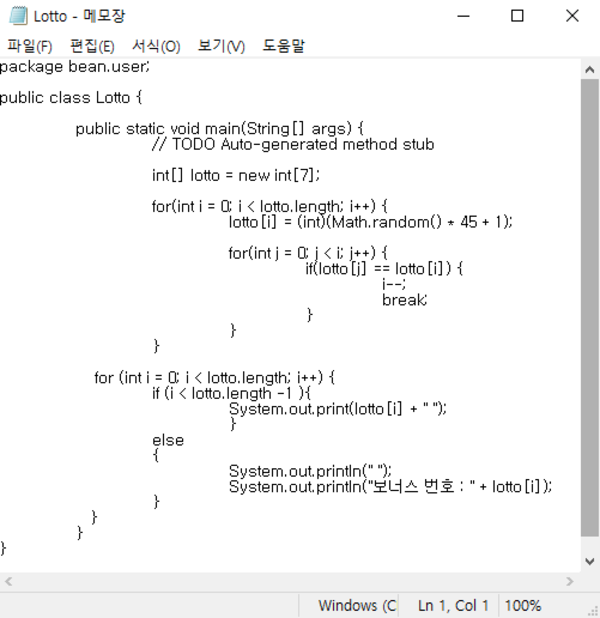 Lotto - 메모장
파일(F) 편집(E) 서식(O) 보기(V) 도움말
package bean.user;
public class Lotto {
public static void main(String[] args) {
// TODO Auto-generated method stub
int[] lotto = new int[7];
for(int i = 0; i < lotto.length; i++) {
lotto[i] = (int)(Math.random() * 45 + 1);
for(int j = 0; j < i; j++) {
if(lotto[j] == lotto[i]) {
i--;
break;
}
}
}
for (int i = 0; i < lotto.length; i++) {
if (i < lotto.length -1 ){
System.out.print(lotto[i] + " ");
}
else
{
System.out.println(" ");
System.out.println("보너스 번호 : " + lotto[i]);
}
}
}
}
Windows (C Ln 1, Col 1 100%